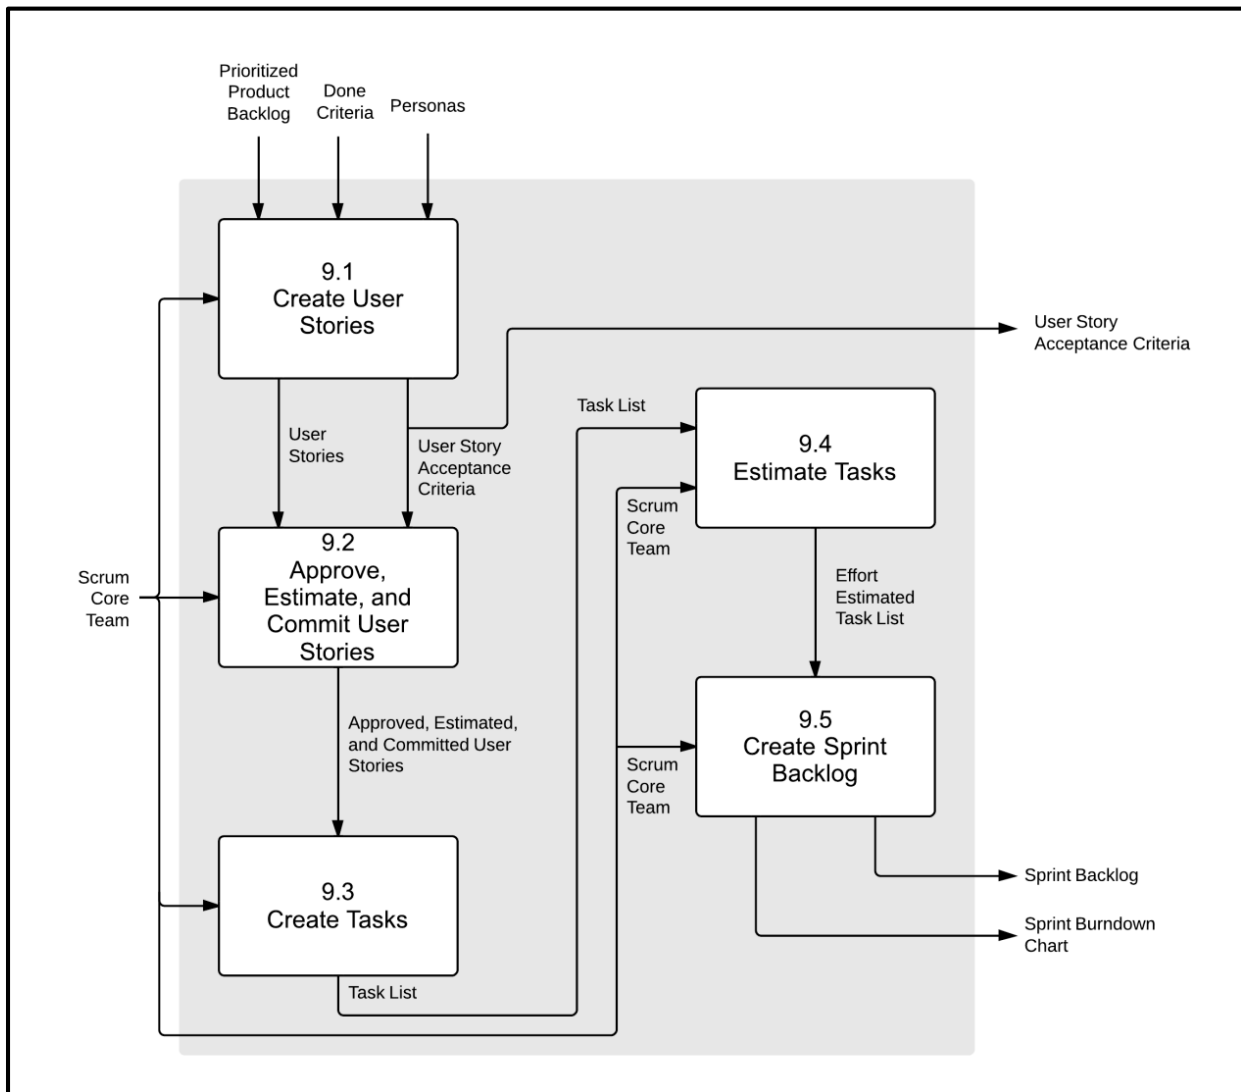 Prioritized
Product
Backlog
Done
Criteria
Personas
9.1
Create User
Stories
User Story
Acceptance Criteria
User
Stories
User Story
Acceptance
Criteria
Task List
9.4
Estimate Tasks
Scrum
Core
Team
9.2
Approve,
Estimate, and
Commit User
Stories
Scrum
Core
Team
Effort
Estimated
Task List
Approved, Estimated,
and Committed User
Stories
9.5
Create Sprint
Backlog
Scrum
Core
Team
9.3
Create Tasks
Sprint Backlog
Sprint Burndown
Chart
Task List